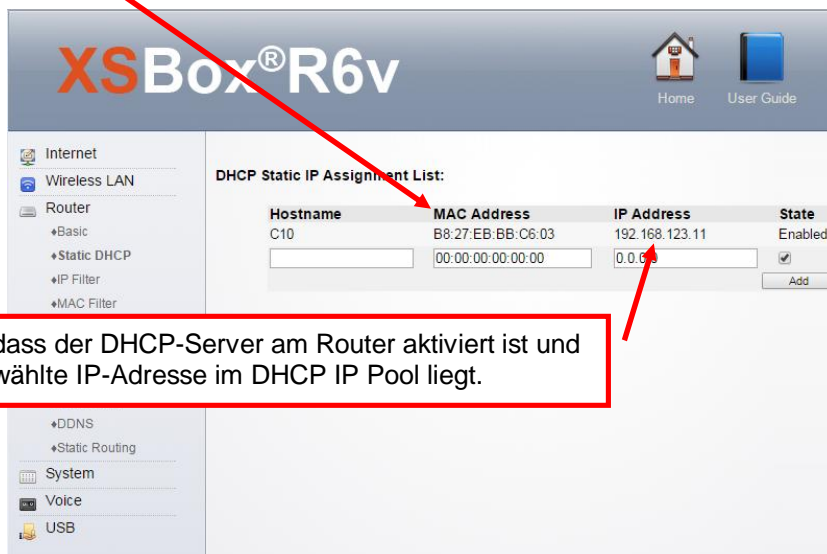 XSBox®R6v
Home
User Guide
Internet
Wireless LAN
Router
♦Basic
♦Static DHCP
♦IP Filter
♦MAC Filter
♦DDNS
♦Static Routing
System
Voice
USB
DHCP Static IP Assignment List:
Hostname MAC Address IP Address State
C10 B8:27:EB:BB:C6:03 192.168.123.11 Enabled
00:00:00:00:00:00
Add
dass der DHCP-Server am Router aktiviert ist und
wählte IP-Adresse im DHCP IP Pool liegt.